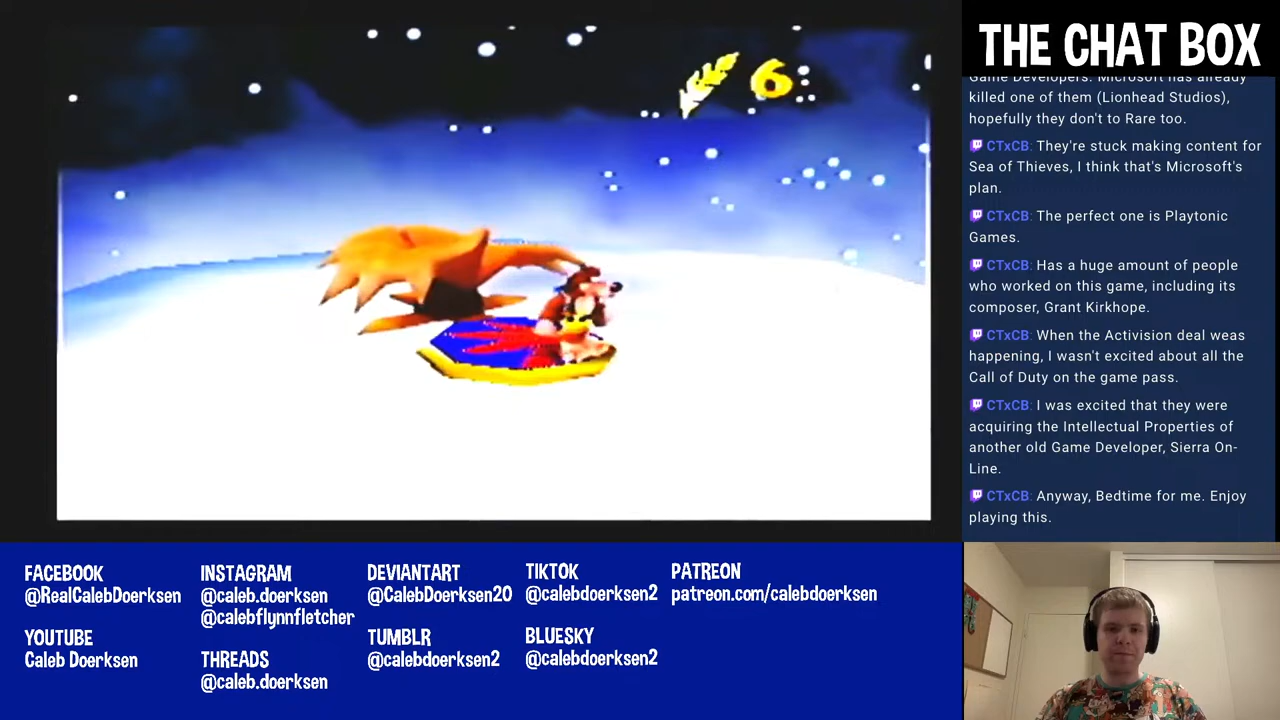 6
THE CHAT BOX
Game Developers. Microsoft has already
killed one of them (Lionhead Studios),
hopefully they don't to Rare too.
CTxCB: They're stuck making content for
Sea of Thieves, I think that's Microsoft's
plan.
CTxCB: The perfect one is Playtonic
Games.
CTxCB: Has a huge amount of people
who worked on this game, including its
composer, Grant Kirkhope.
CTxCB: When the Activision deal weas
happening, I wasn't excited about all the
Call of Duty on the game pass.
CTxCB: I was excited that they were
acquiring the Intellectual Properties of
another old Game Developer, Sierra On-
Line.
CTxCB: Anyway, Bedtime for me. Enjoy
playing this.
FACEBOOK
@RealCalebDoerksen
YOUTUBE
Caleb Doerksen
INSTAGRAM
@caleb.doerksen
@calebflynnfletcher
THREADS
@caleb.doerksen
DEVIANTART
@CalebDoerksen20
TUMBLR
@calebdoerksen2
TIKTOK
@calebdoerksen2
BLUESKY
@calebdoerksen2
PATREON
patreon.com/calebdoerksen